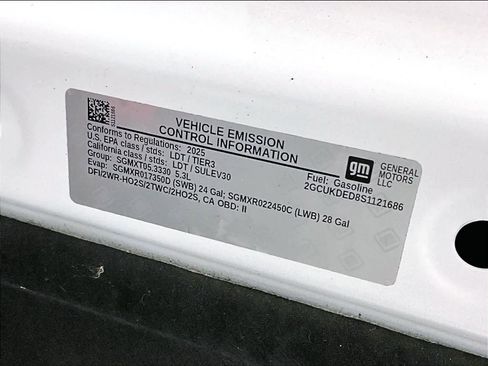 VEHICLE EMISSION
CONTROL INFORMATION
Conforms to Regulations: 2025
U.S. EPA class / stds: LDT / TIER3
California class / stds: LDT / SULEV30
Group: SGMXT05.3330 5.3L
Evap: SGMXR017350D (SWB) 24 Gal; SGMXR022450C (LWB) 28 Gal
DFI/2WR-HO2S/2TWC/2HO2S, CA OBD: II
Fuel: Gasoline
2GCUKDED8S1121686
gm
GENERAL
MOTORS
LLC
S1121686